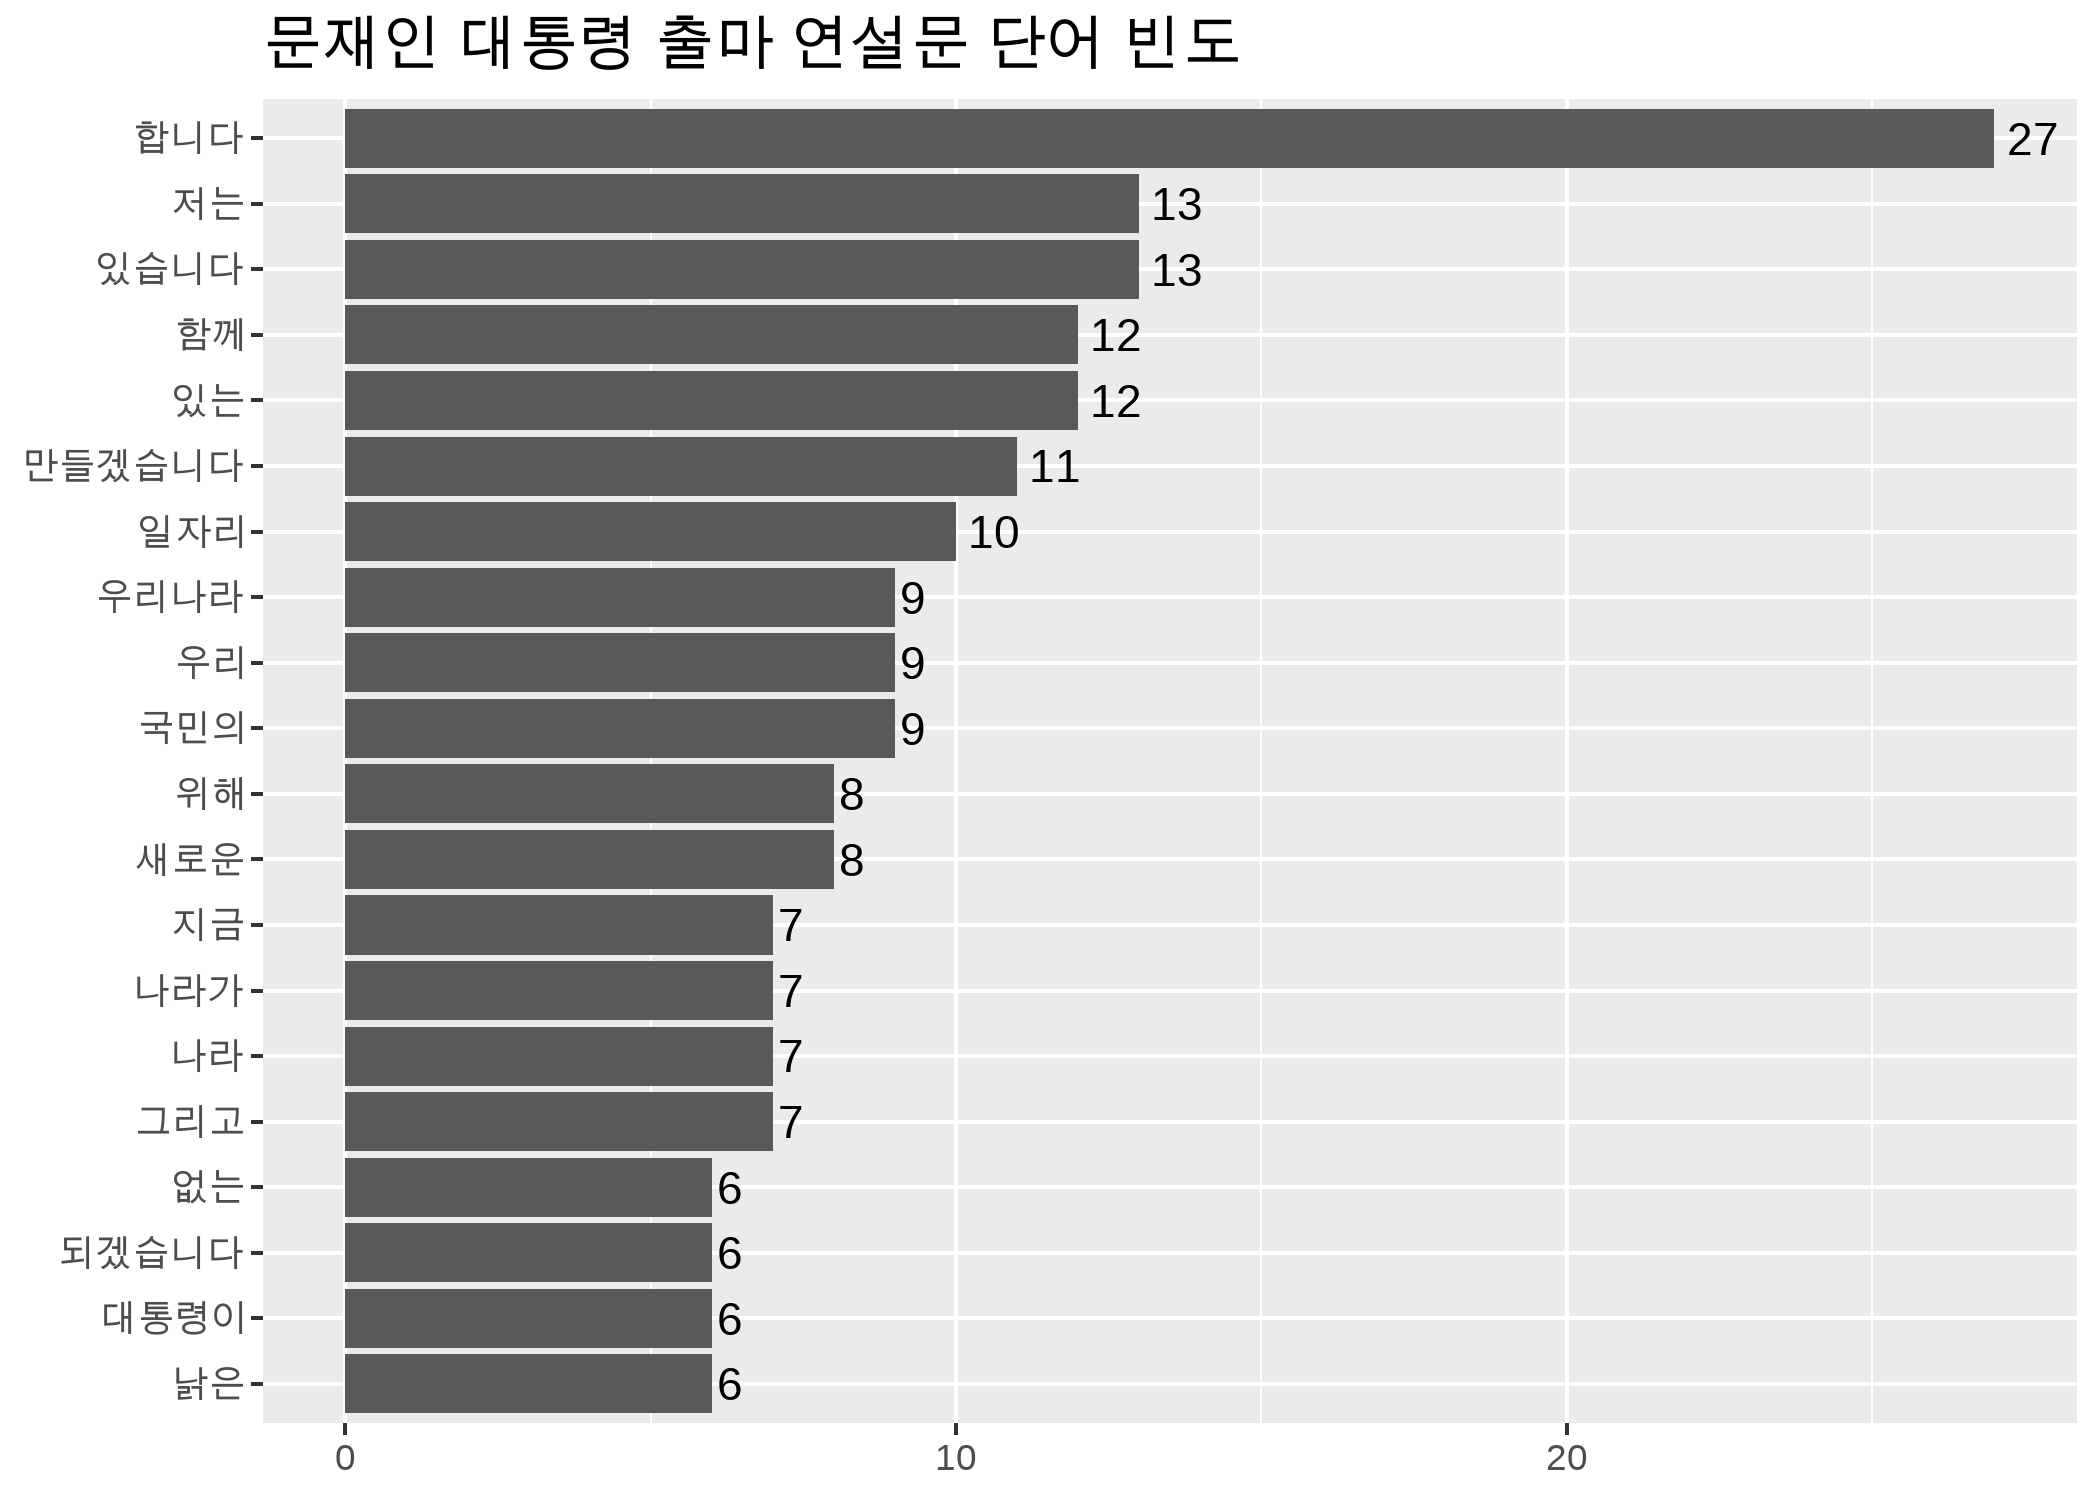 문재인 대통령 출마 연설문 단어 빈도
합니다 27
저는 13
있습니다 13
함께 12
있는 12
만들겠습니다 11
일자리 10
우리나라 9
우리 9
국민의 9
위해 8
새로운 8
지금 7
나라가 7
나라 7
그리고 7
없는 6
되겠습니다 6
대통령이 6
낡은 6
0 10 20